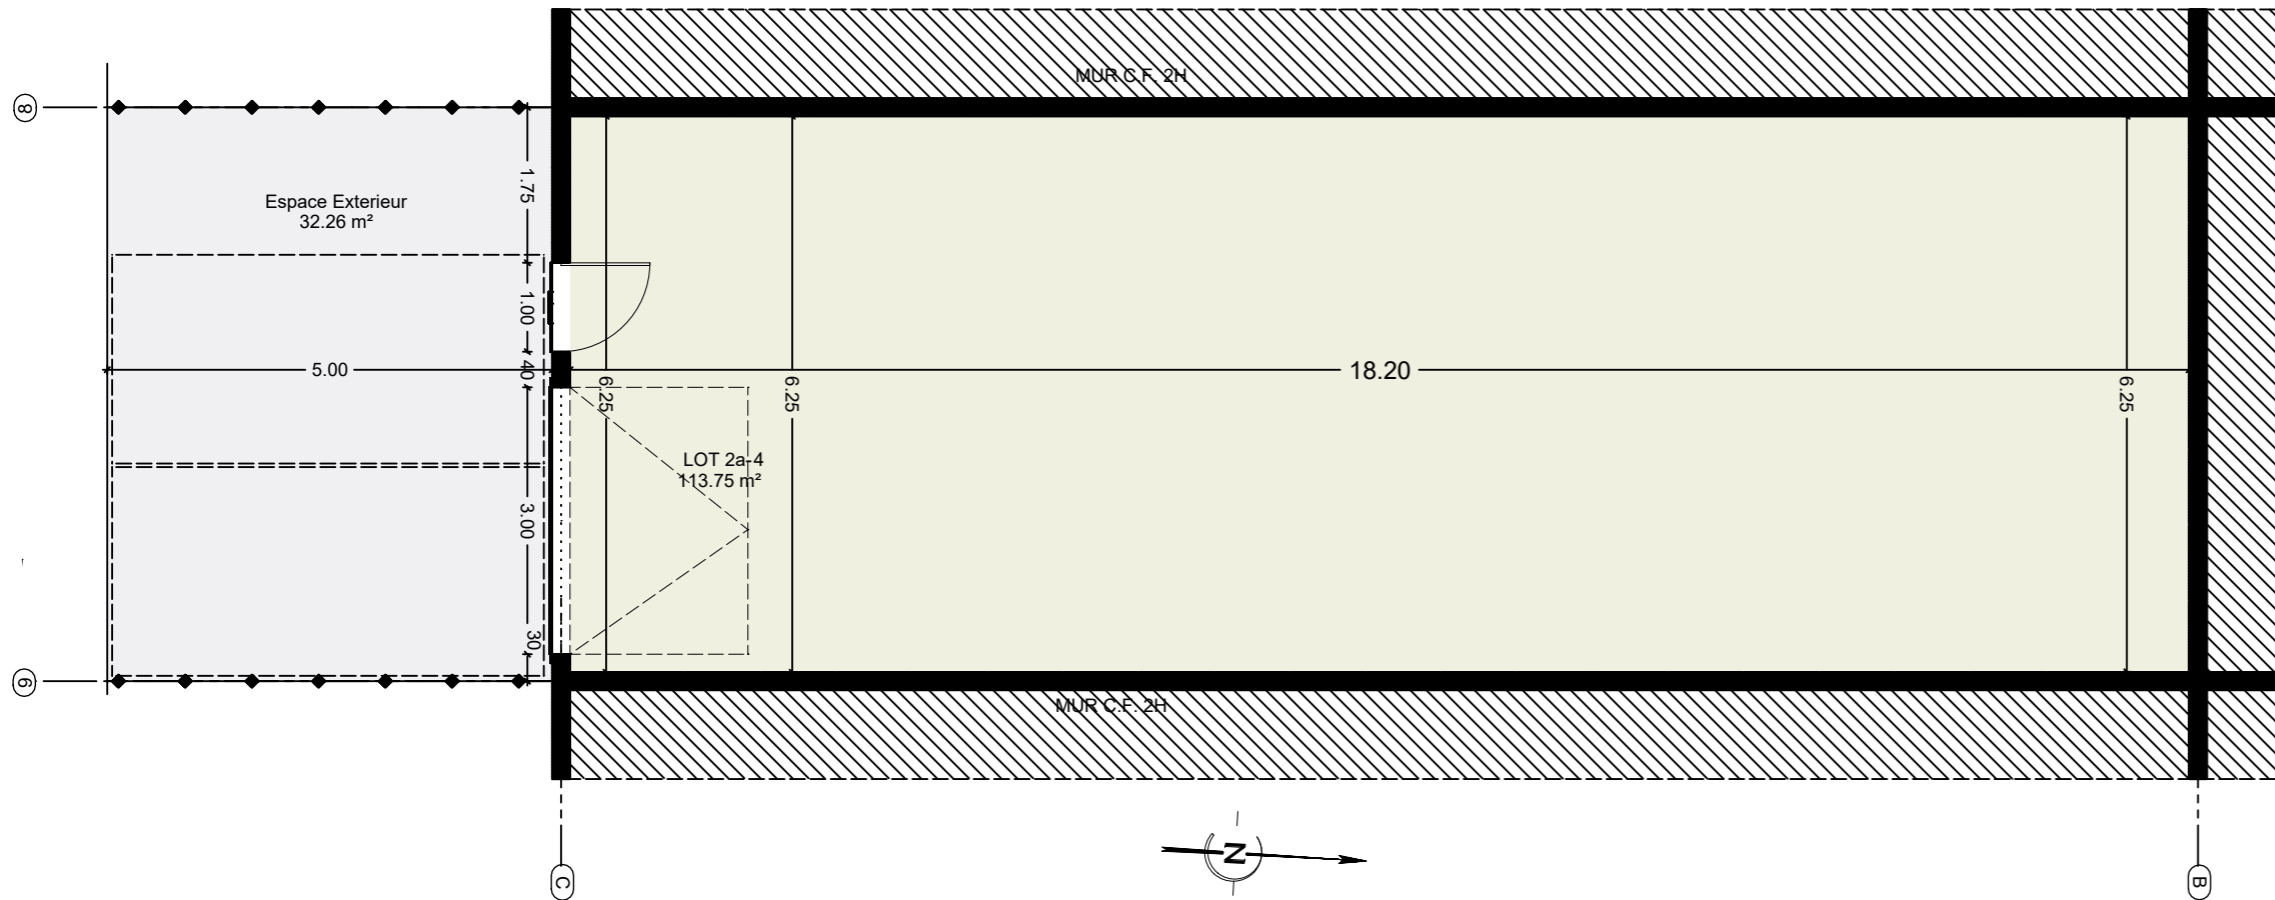 MUR C.F. 2H
8
Espace Exterieur
32.26 m²
1.75
1.00
5.00
40
6.25
6.25
18.20
6.25
LOT 2a-4
113.75 m²
3.00
30
6
MUR C.F. 2H
N
C
B